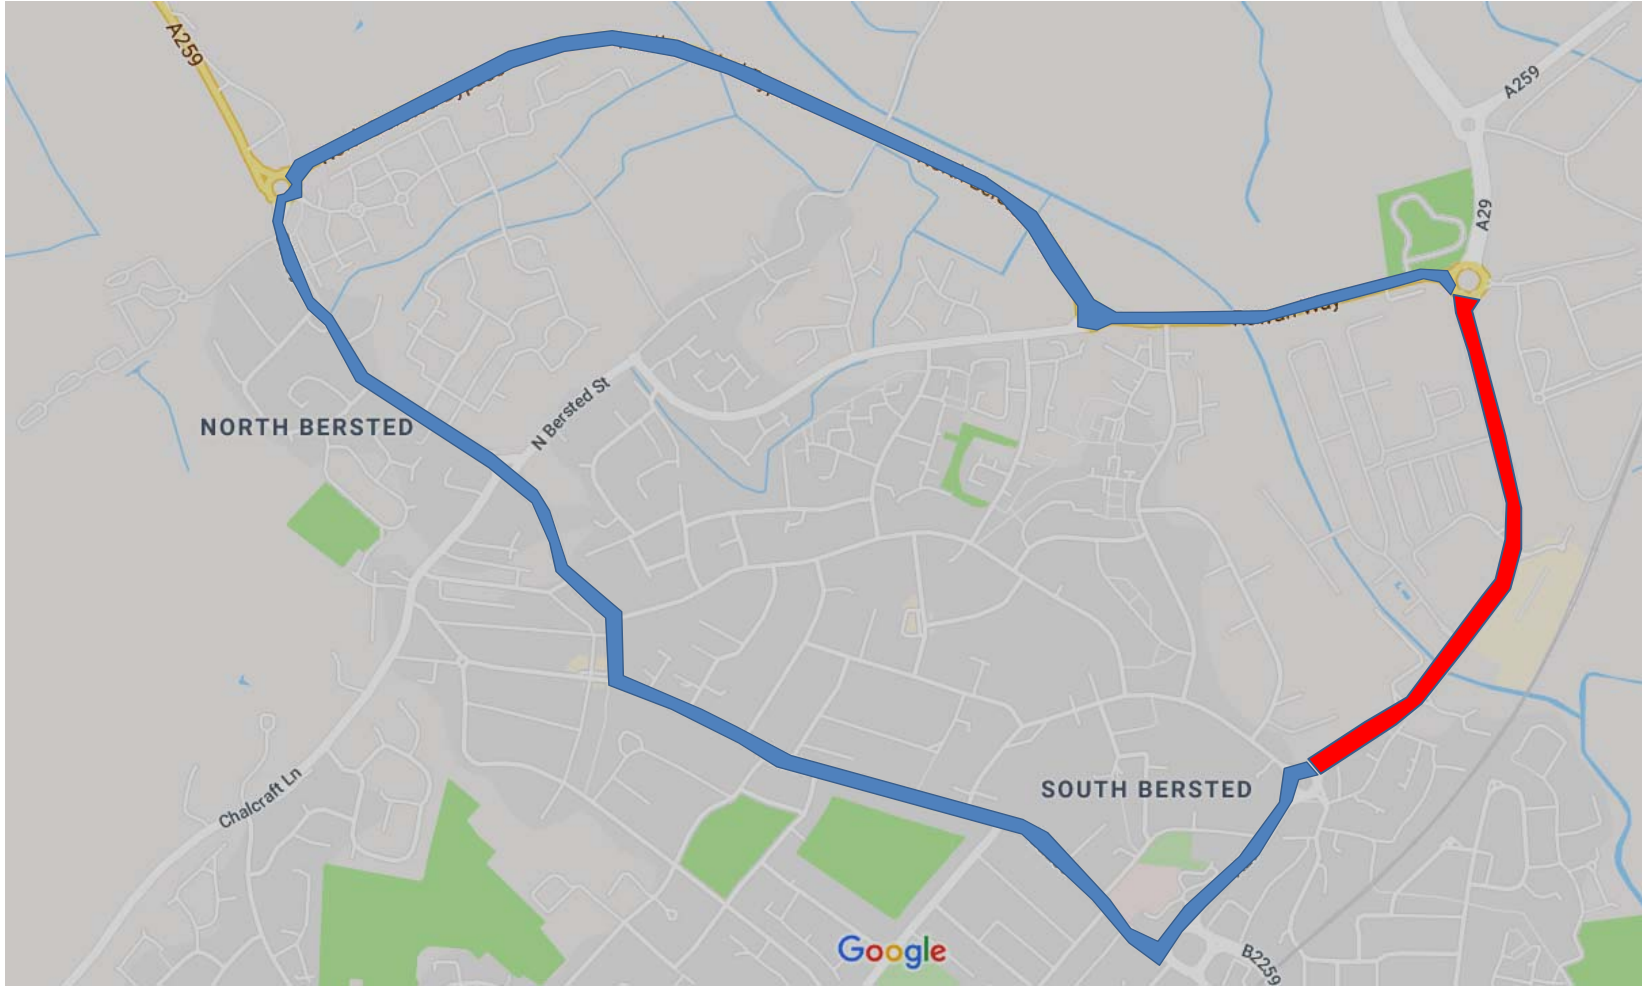 A259
A259
A29
N Bersted St
NORTH BERSTED
Chalcraft Ln
SOUTH BERSTED
Google
B2259